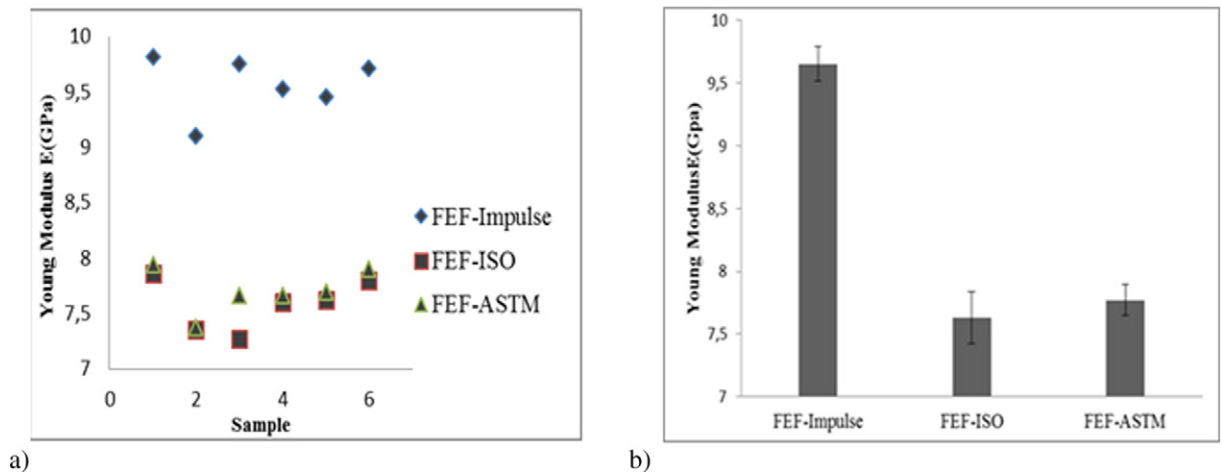 Young Modulus E(GPa)
10
9,5
9
8,5
8
7,5
7
0
2
4
6
Sample
FEF-Impulse
FEF-ISO
FEF-ASTM
a)
Young ModulusE(Gpa)
10
9,5
9
8,5
8
7,5
7
FEF-Impulse
FEF-ISO
FEF-ASTM
b)